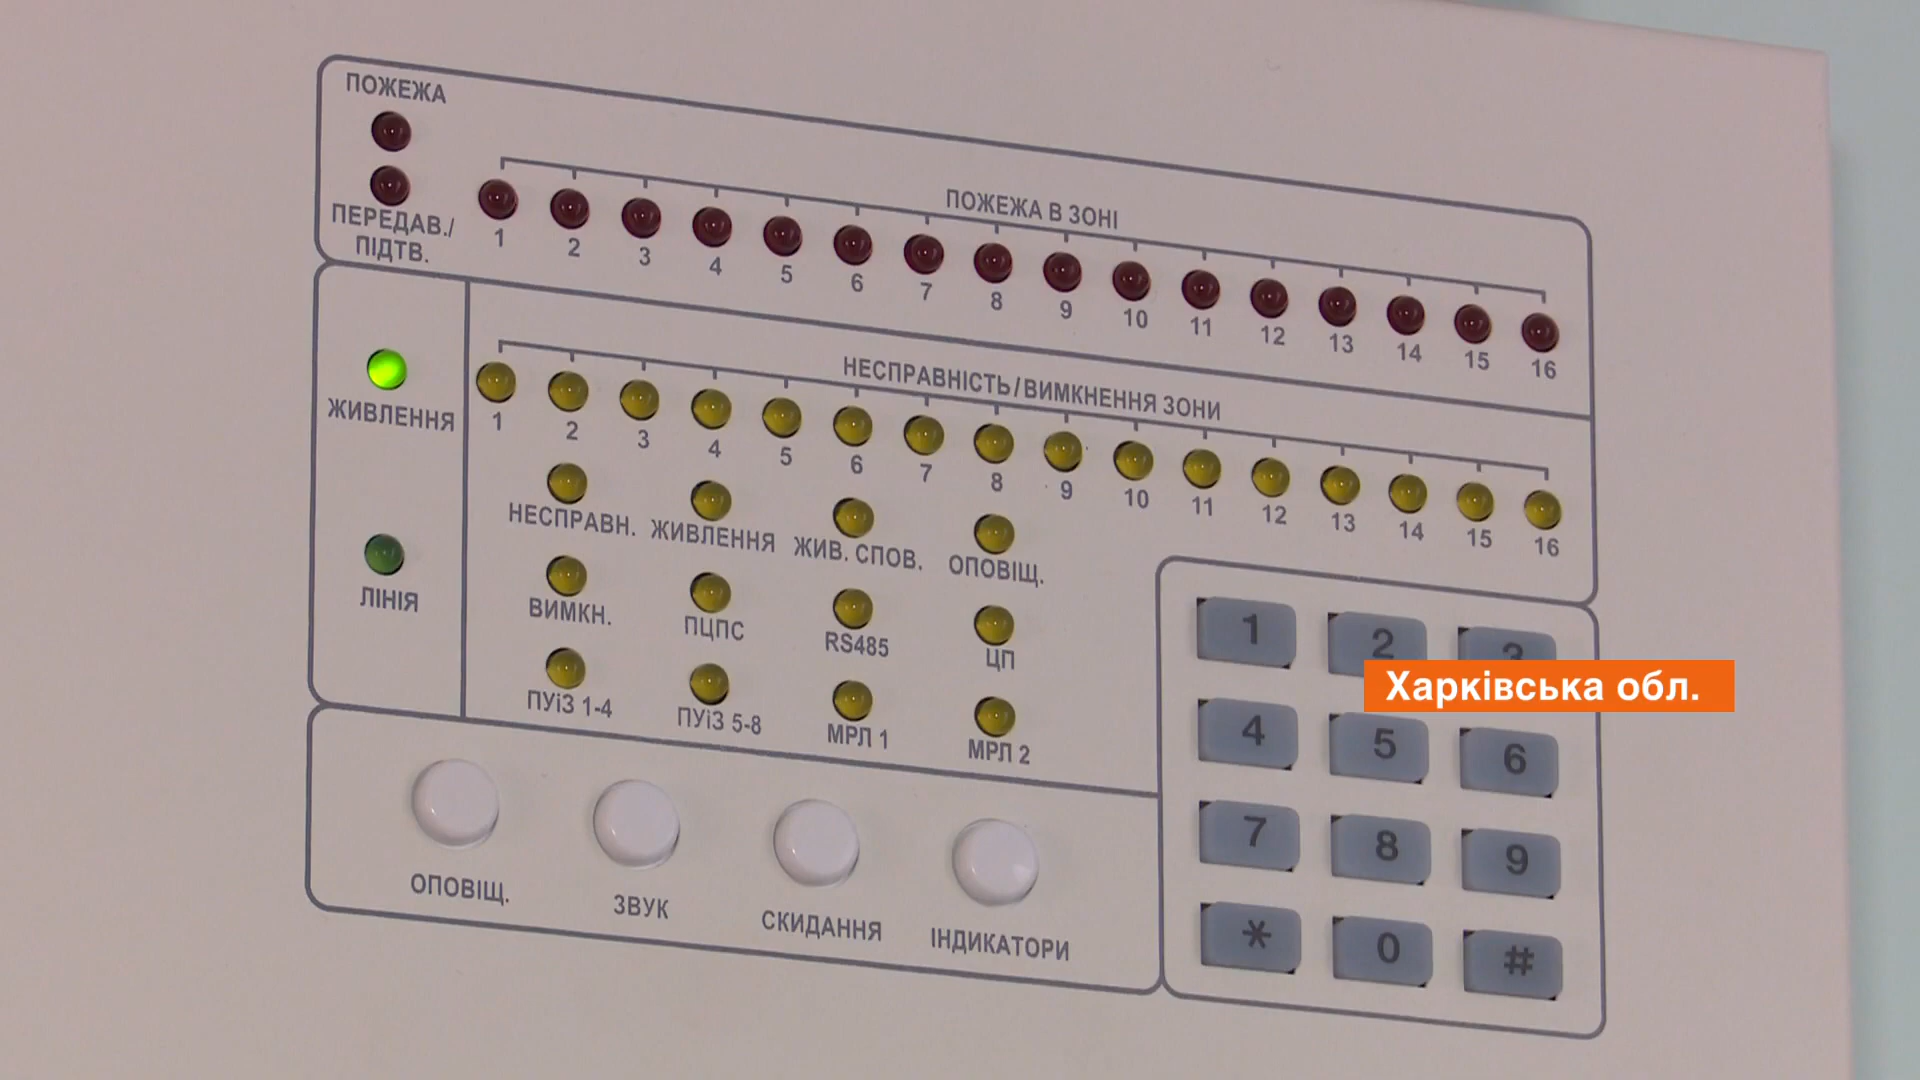 ПОЖЕЖА
ПЕРЕДАВ./
ПІДТВ.
ПОЖЕЖА В ЗОНІ
1 2 3 4 5 6 7 8 9 10 11 12 13 14 15 16
ЖИВЛЕННЯ
ЛІНІЯ
НЕСПРАВНІСТЬ/ВИМКНЕННЯ ЗОНИ
1 2 3 4 5 6 7 8 9 10 11 12 13 14 15 16
НЕСПРАВН. ЖИВЛЕННЯ ЖИВ. СПОВ. ОПОВІЩ.
ВИМКН. ПЦПС RS485 ЦП
ПУіЗ 1-4 ПУіЗ 5-8 МРЛ 1 МРЛ 2
ОПОВІЩ. ЗВУК СКИДАННЯ ІНДИКАТОРИ
1 2 3
Харківська обл.
4 5 6
7 8 9
* 0 #